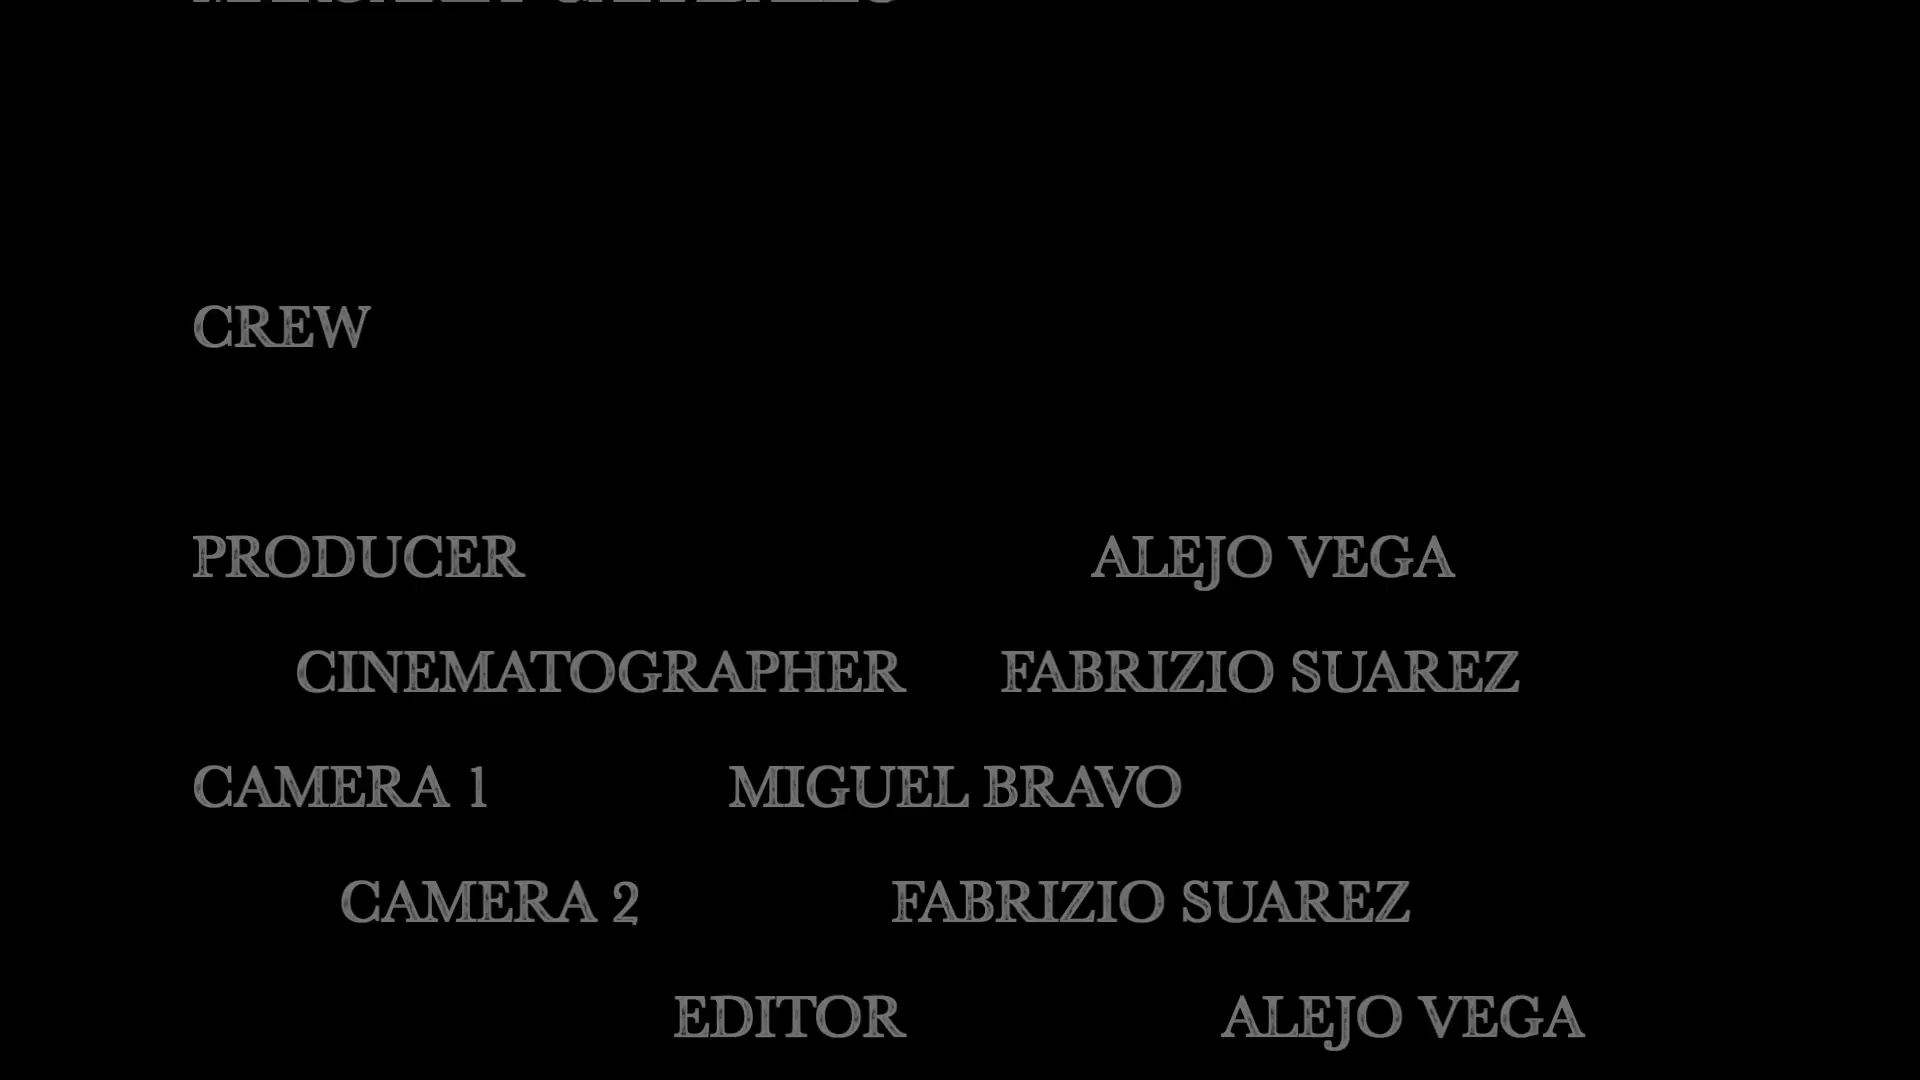 CREW
PRODUCER ALEJO VEGA
CINEMATOGRAPHER FABRIZIO SUAREZ
CAMERA 1 MIGUEL BRAVO
CAMERA 2 FABRIZIO SUAREZ
EDITOR ALEJO VEGA